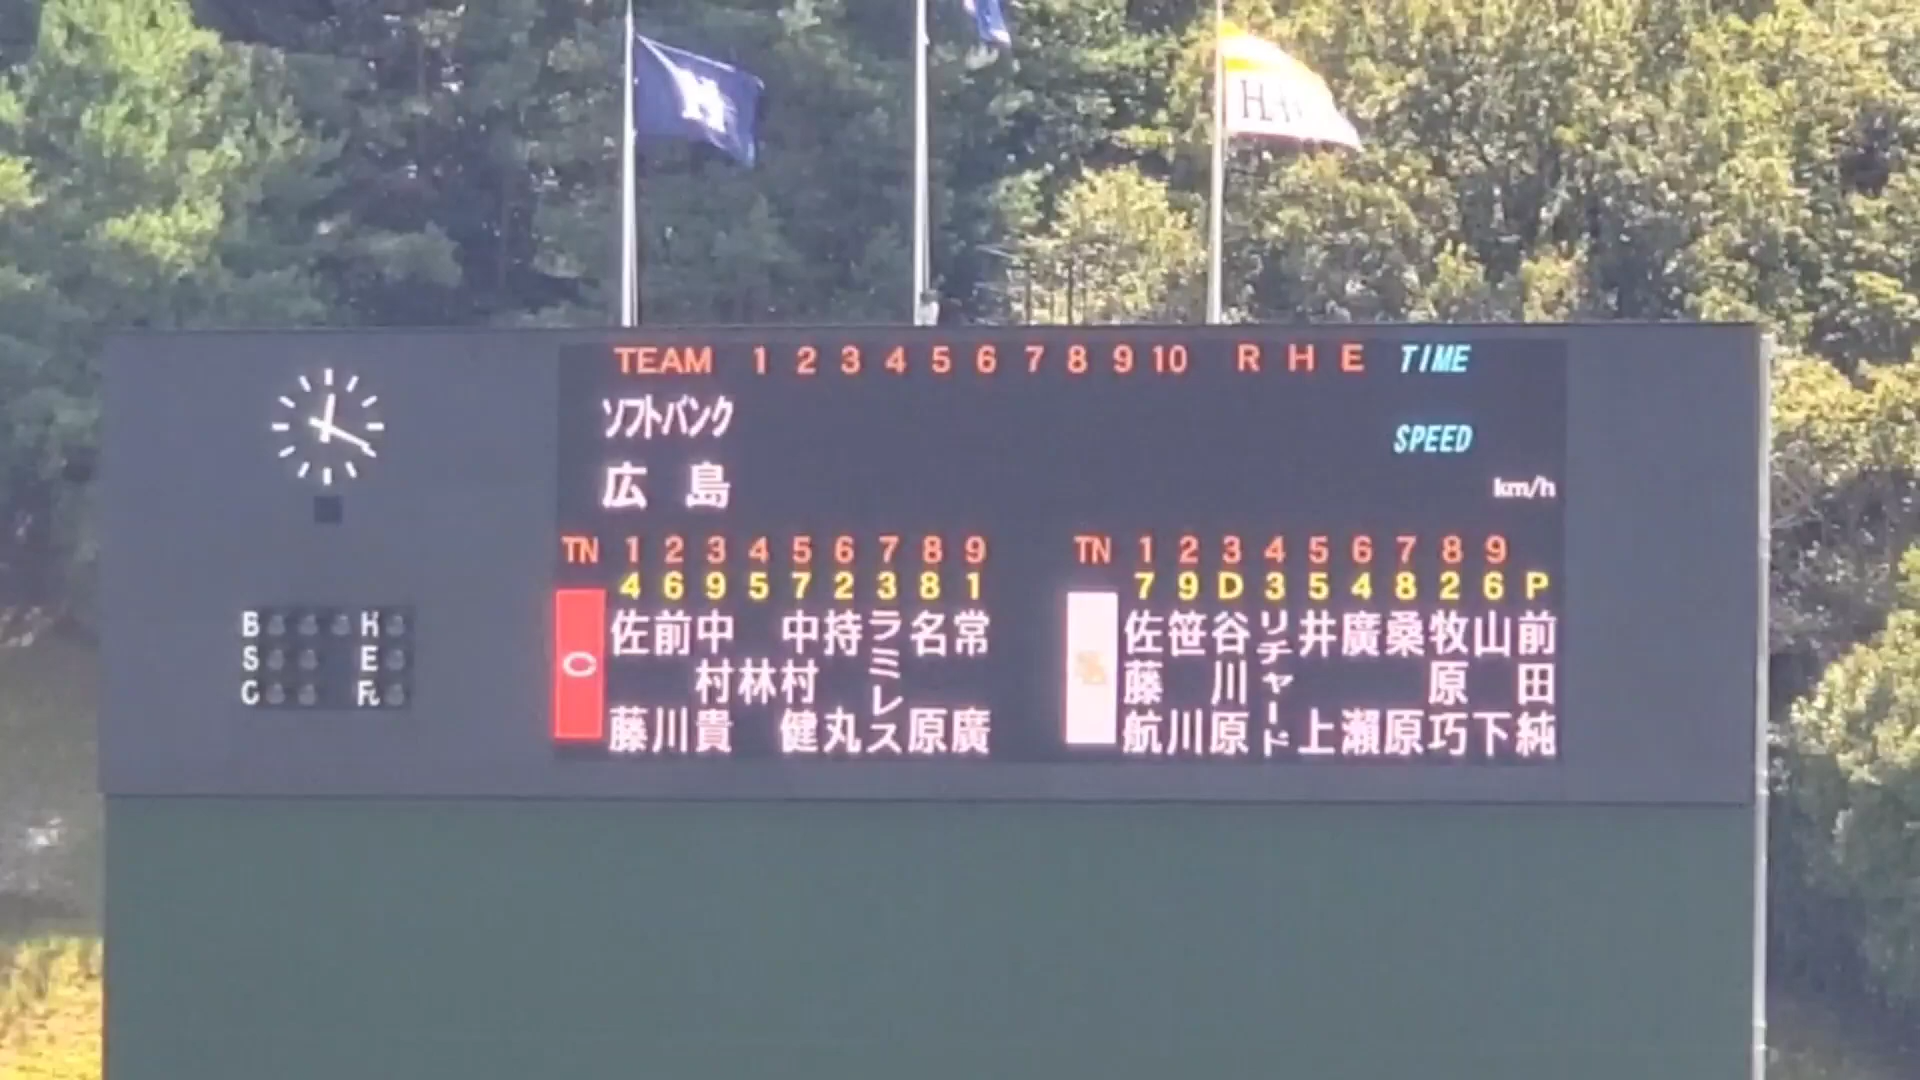 H
H.W
TEAM 1 2 3 4 5 6 7 8 9 10 R H E TIME
ソフトバンク
SPEED
広島
km/h
TN 1 2 3 4 5 6 7 8 9
4 6 9 5 7 2 3 8 1
C
佐藤
前川
中村貴
林
中村健
持丸
ラミレス
名原
常廣
TN 1 2 3 4 5 6 7 8 9
7 9 D 3 5 4 8 2 6 P
佐藤航
笹川
谷川原
リチャード
井上
廣瀬
桑原
牧原巧
山下
前田純
B H
S E
O Fc